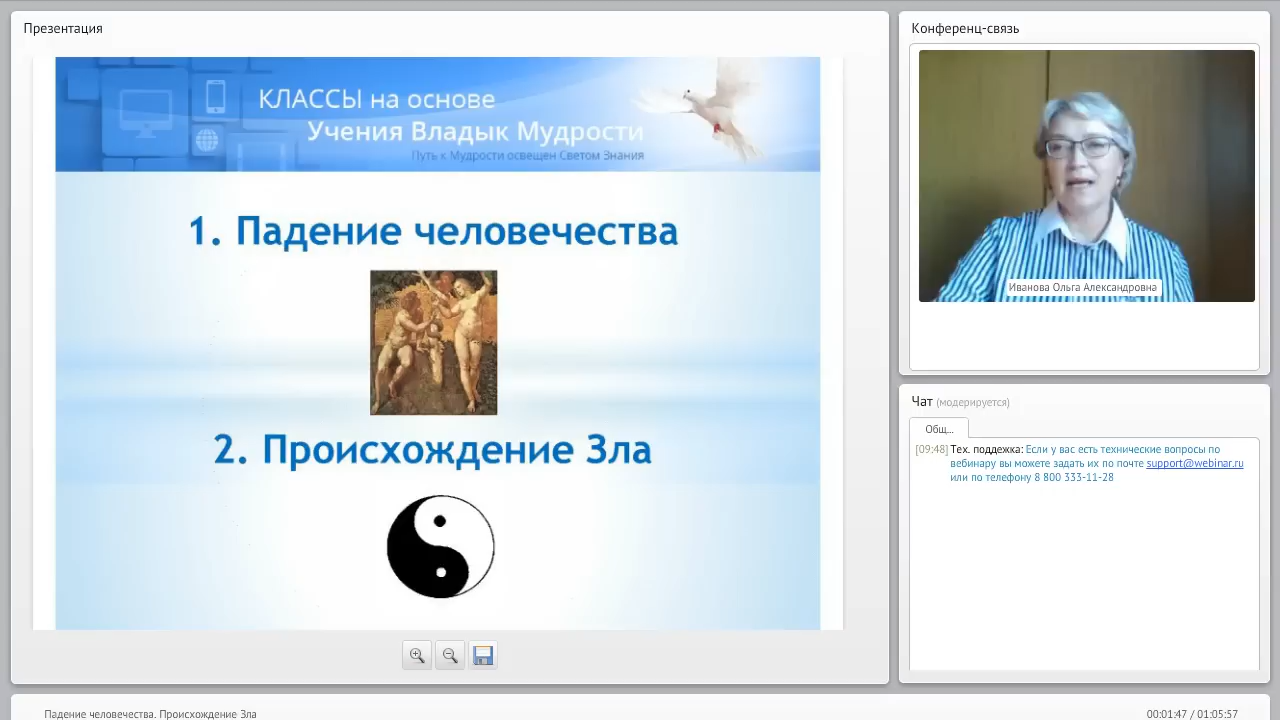 Презентация
КЛАССЫ на основе
Учения Владык Мудрости
Путь к Мудрости освещен Светом Знания
1. Падение человечества
2. Происхождение Зла
Конференц-связь
Иванова Ольга Александровна
Чат (модерируется)
Общ...
[09:48] Тех. поддежка: Если у вас есть технические вопросы по
вебинару вы можете задать их по почте support@webinar.ru
или по телефону 8 800 333-11-28
Падение человечества. Происхождение Зла
00:01:47 / 01:05:57